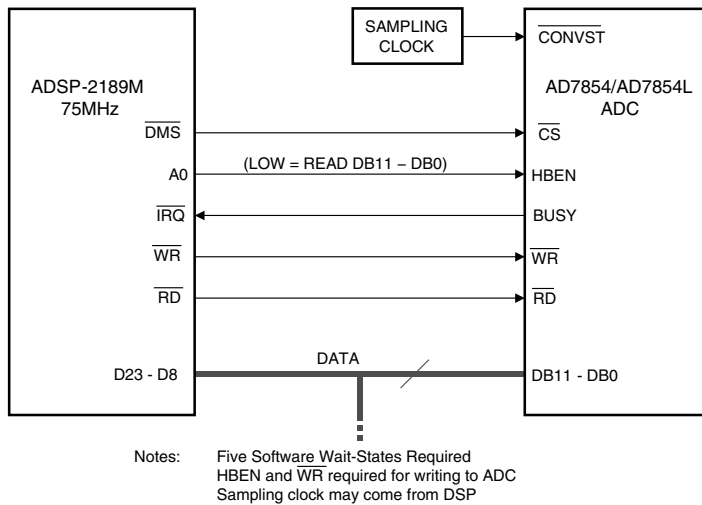 SAMPLING
CLOCK
CONVST
ADSP-2189M
75MHz
AD7854/AD7854L
ADC
DMS
CS
A0
(LOW = READ DB11 – DB0)
HBEN
IRQ
BUSY
WR
WR
RD
RD
DATA
D23 - D8
DB11 - DB0
Notes: Five Software Wait-States Required
HBEN and WR required for writing to ADC
Sampling clock may come from DSP